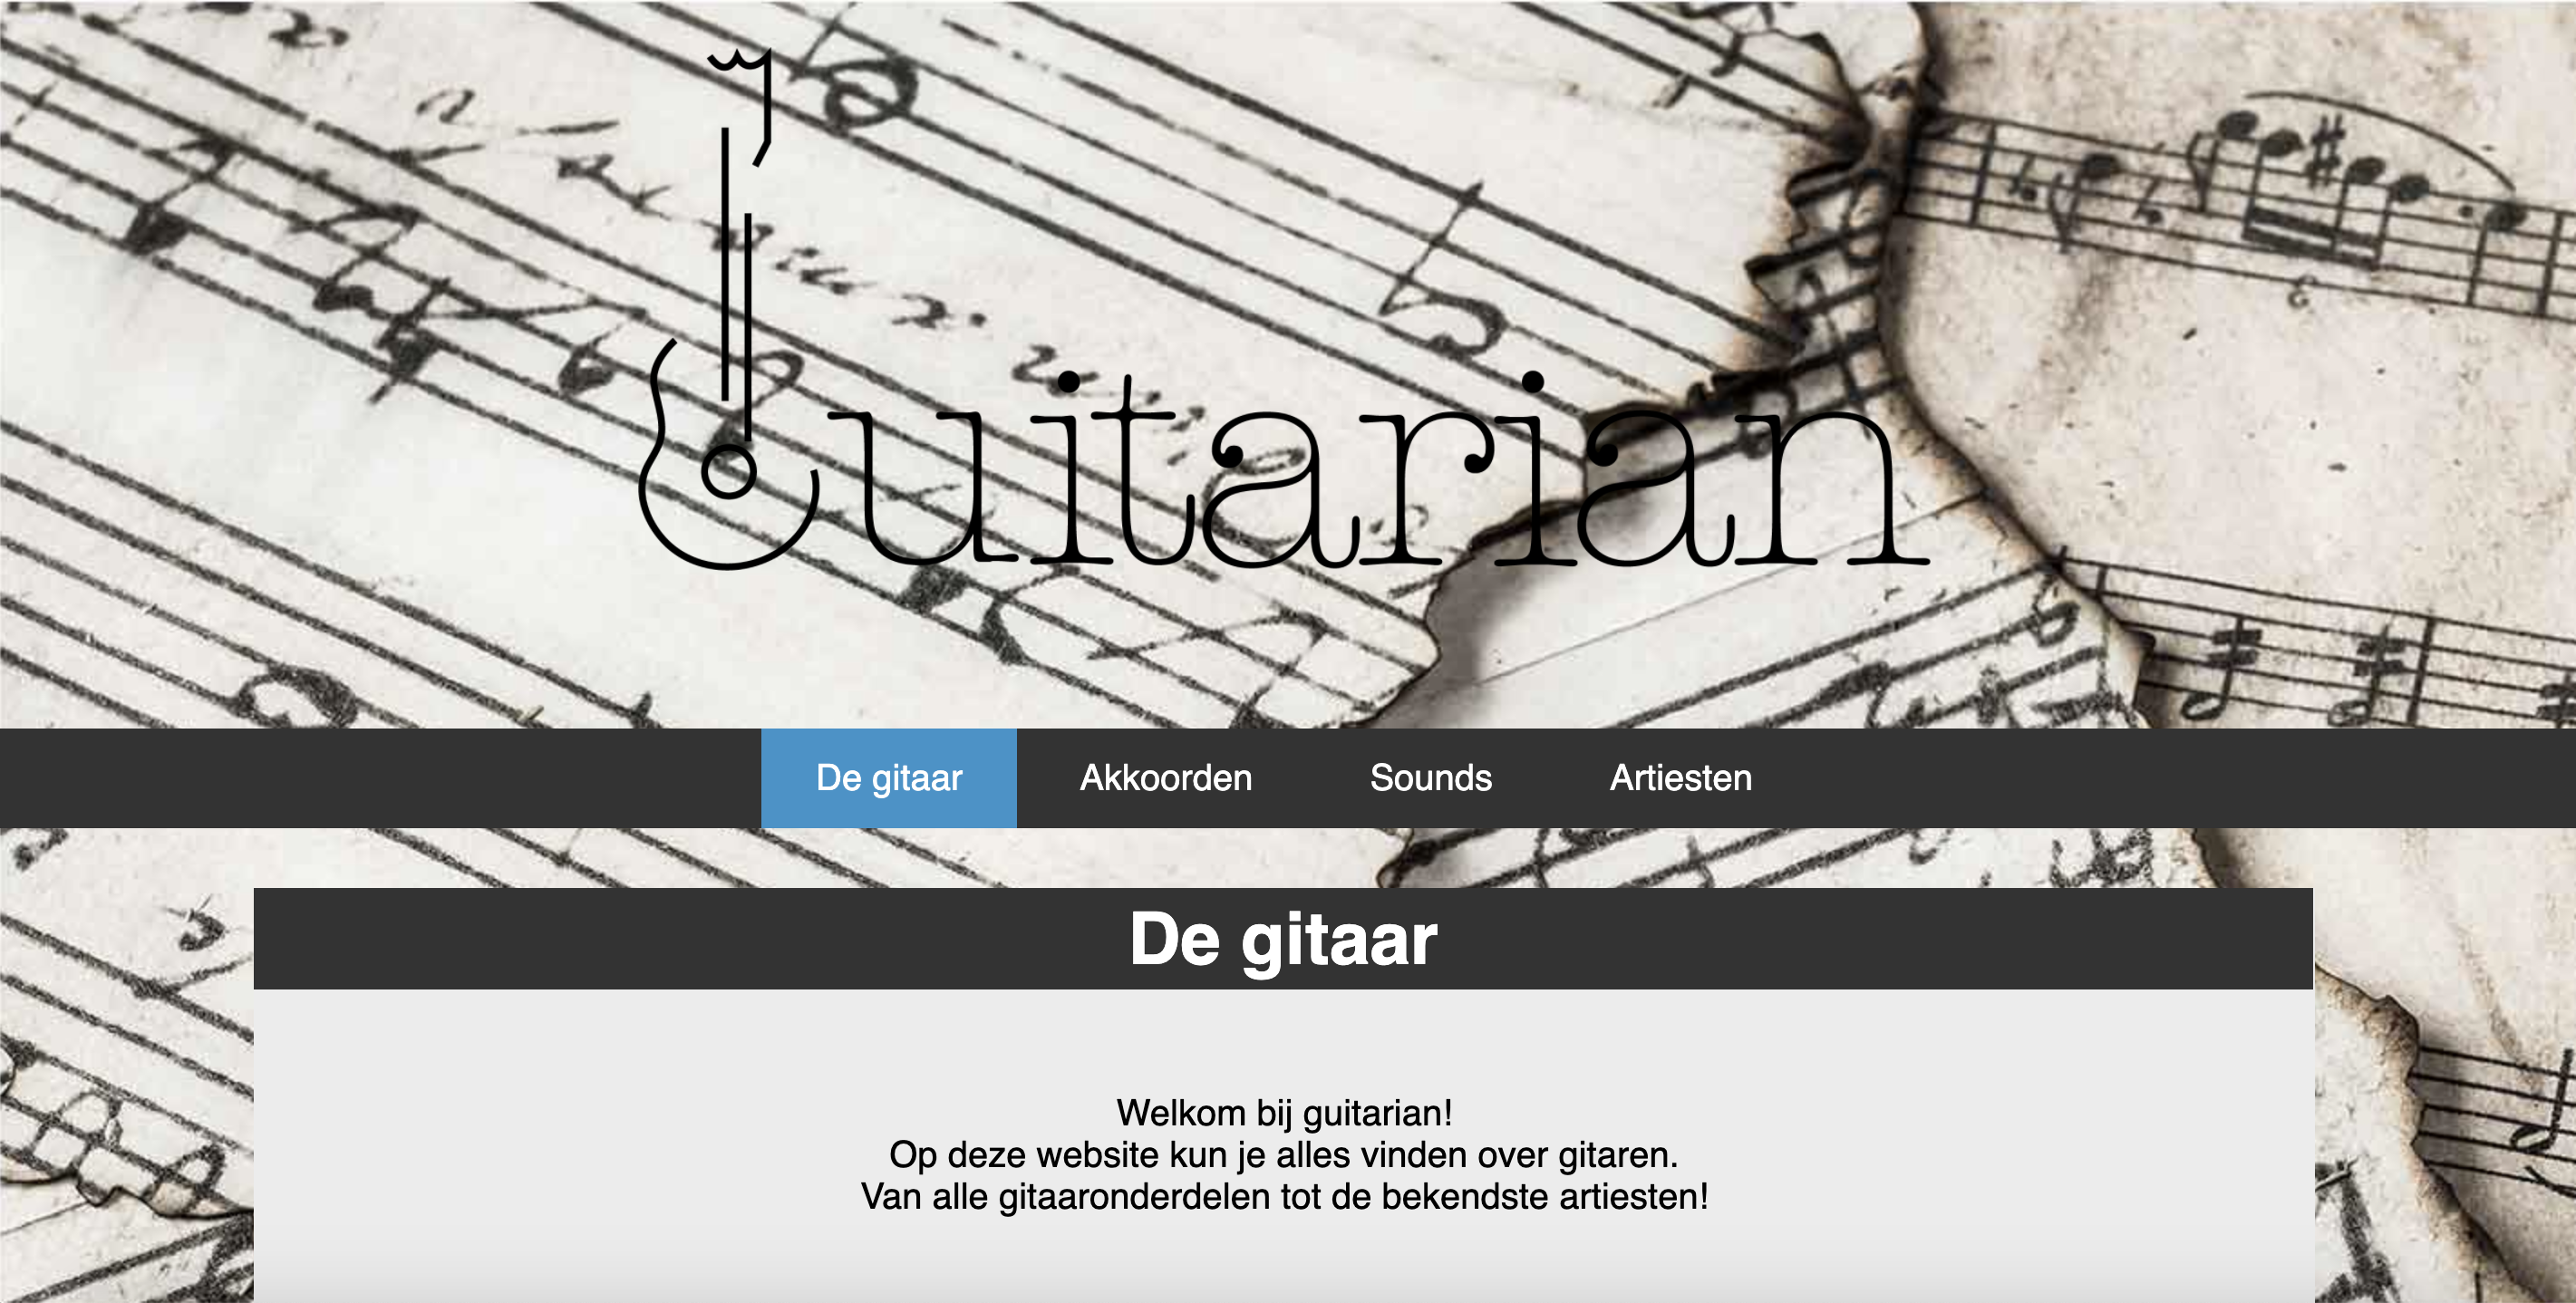 Guitarian
De gitaar Akkoorden Sounds Artiesten
De gitaar
Welkom bij guitarian!
Op deze website kun je alles vinden over gitaren.
Van alle gitaaronderdelen tot de bekendste artiesten!